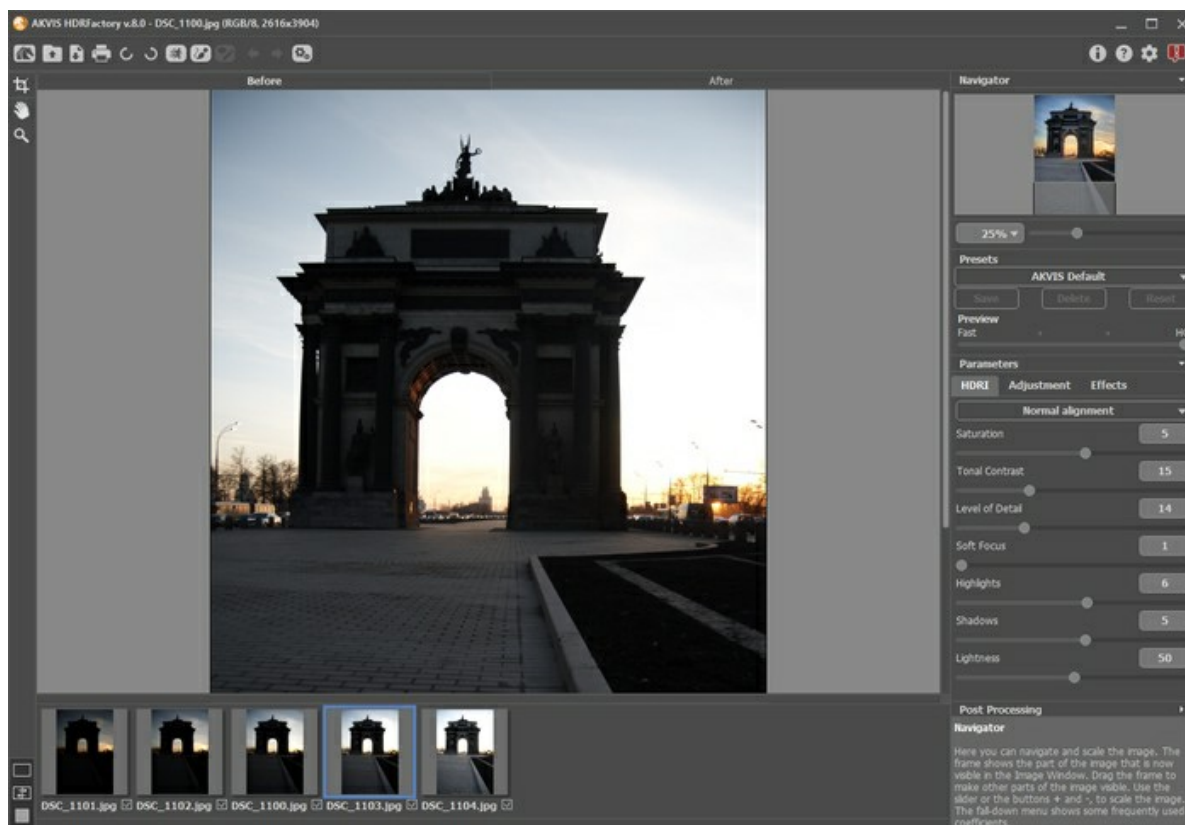 AKVIS HDRFactory v.8.0 - DSC_1100.jpg (RGB/8, 2616x3904)
Before
After
Navigator
25%
Presets
AKVIS Default
Save
Delete
Reset
Preview
Fast
HQ
Parameters
HDRI
Adjustment
Effects
Normal alignment
Saturation
5
Tonal Contrast
15
Level of Detail
14
Soft Focus
1
Highlights
6
Shadows
5
Lightness
50
Post Processing
Navigator
Here you can navigate and scale the image. The
frame shows the part of the image that is now
visible in the Image Window. Drag the frame to
make other parts of the image visible. Use the
slider or the buttons + and -, to scale the image.
The fall-down menu shows some frequently used
coefficients.
DSC_1101.jpg
DSC_1102.jpg
DSC_1100.jpg
DSC_1103.jpg
DSC_1104.jpg